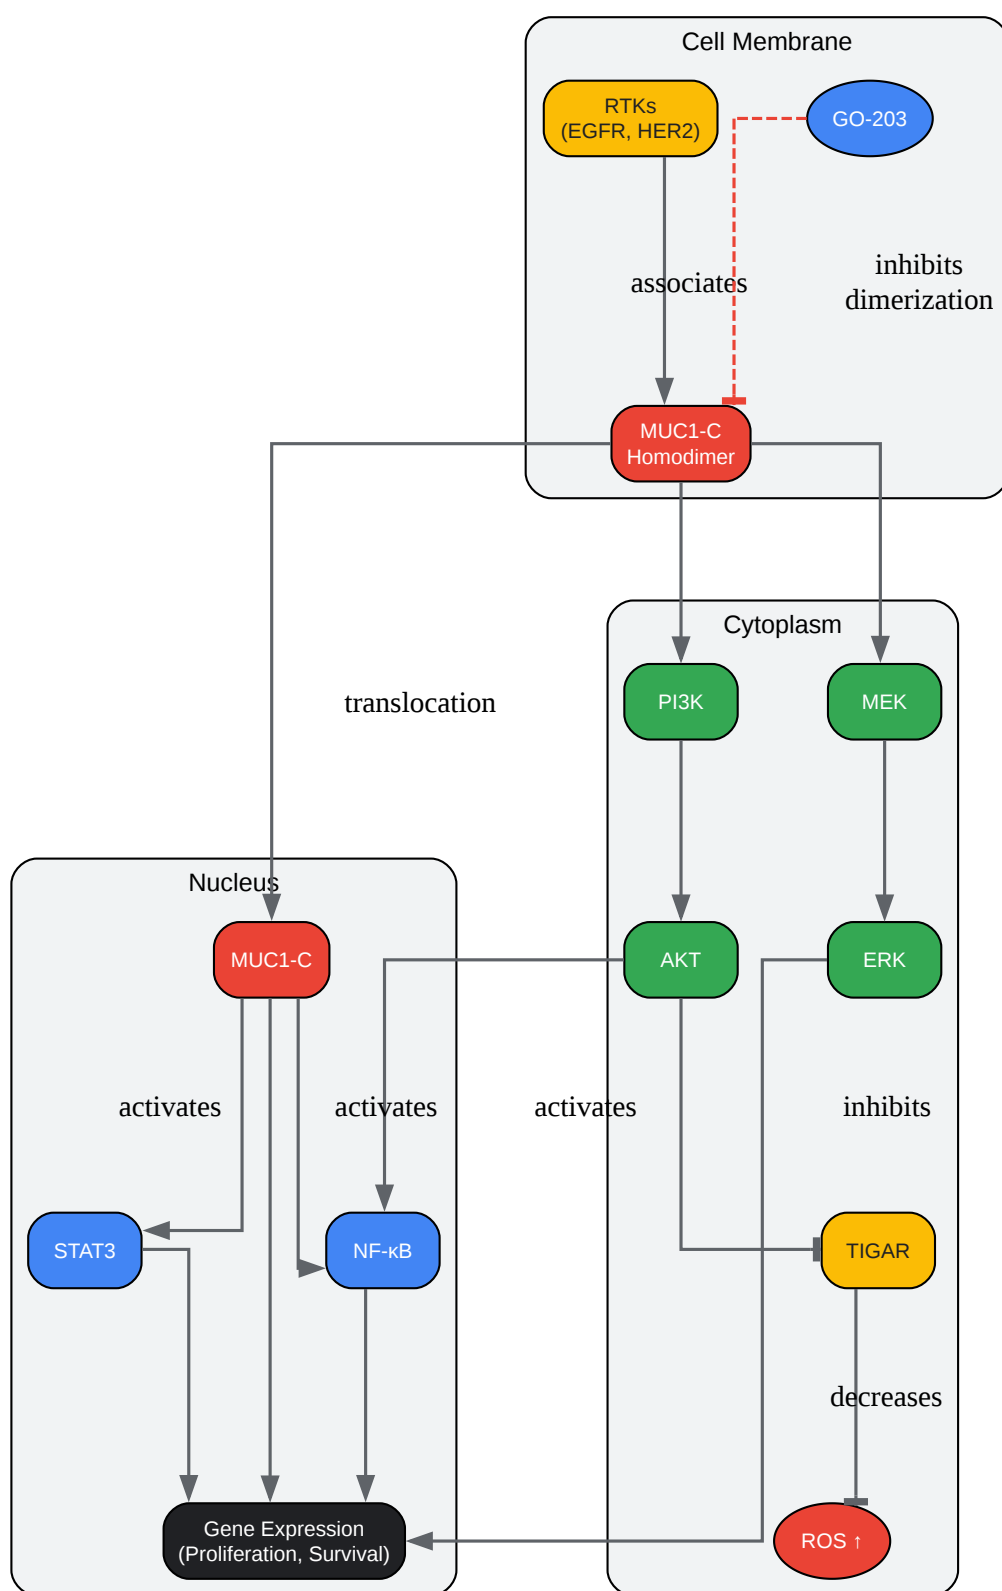 Cell Membrane
RTKs
(EGFR, HER2)
GO-203
associates
inhibits
dimerization
MUC1-C
Homodimer
Cytoplasm
translocation
PI3K
MEK
Nucleus
MUC1-C
AKT
ERK
activates
activates
activates
inhibits
STAT3
NF-κB
TIGAR
decreases
Gene Expression
(Proliferation, Survival)
ROS ↑